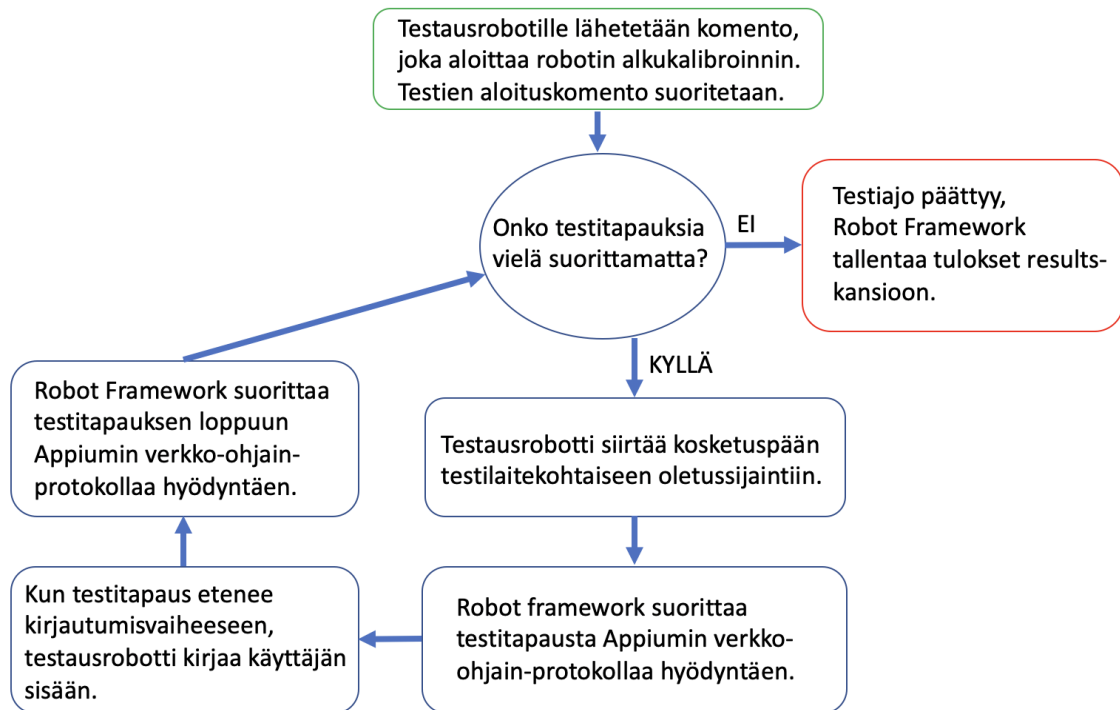 Testausrobotille lähetetään komento,
joka aloittaa robotin alkukalibroinnin.
Testien aloituskomento suoritetaan.
Onko testitapauksia
vielä suorittamatta?
EI
Testiajo päättyy,
Robot Framework
tallentaa tulokset results-
kansioon.
KYLLÄ
Testausrobotti siirtää kosketuspään
testilaitekohtaiseen oletussijaintiin.
Robot framework suorittaa
testitapausta Appiumin verkko-
ohjain-protokollaa hyödyntäen.
Kun testitapaus etenee
kirjautumisvaiheeseen,
testausrobotti kirjaa käyttäjän
sisään.
Robot Framework suorittaa
testitapauksen loppuun
Appiumin verkko-ohjain-
protokollaa hyödyntäen.